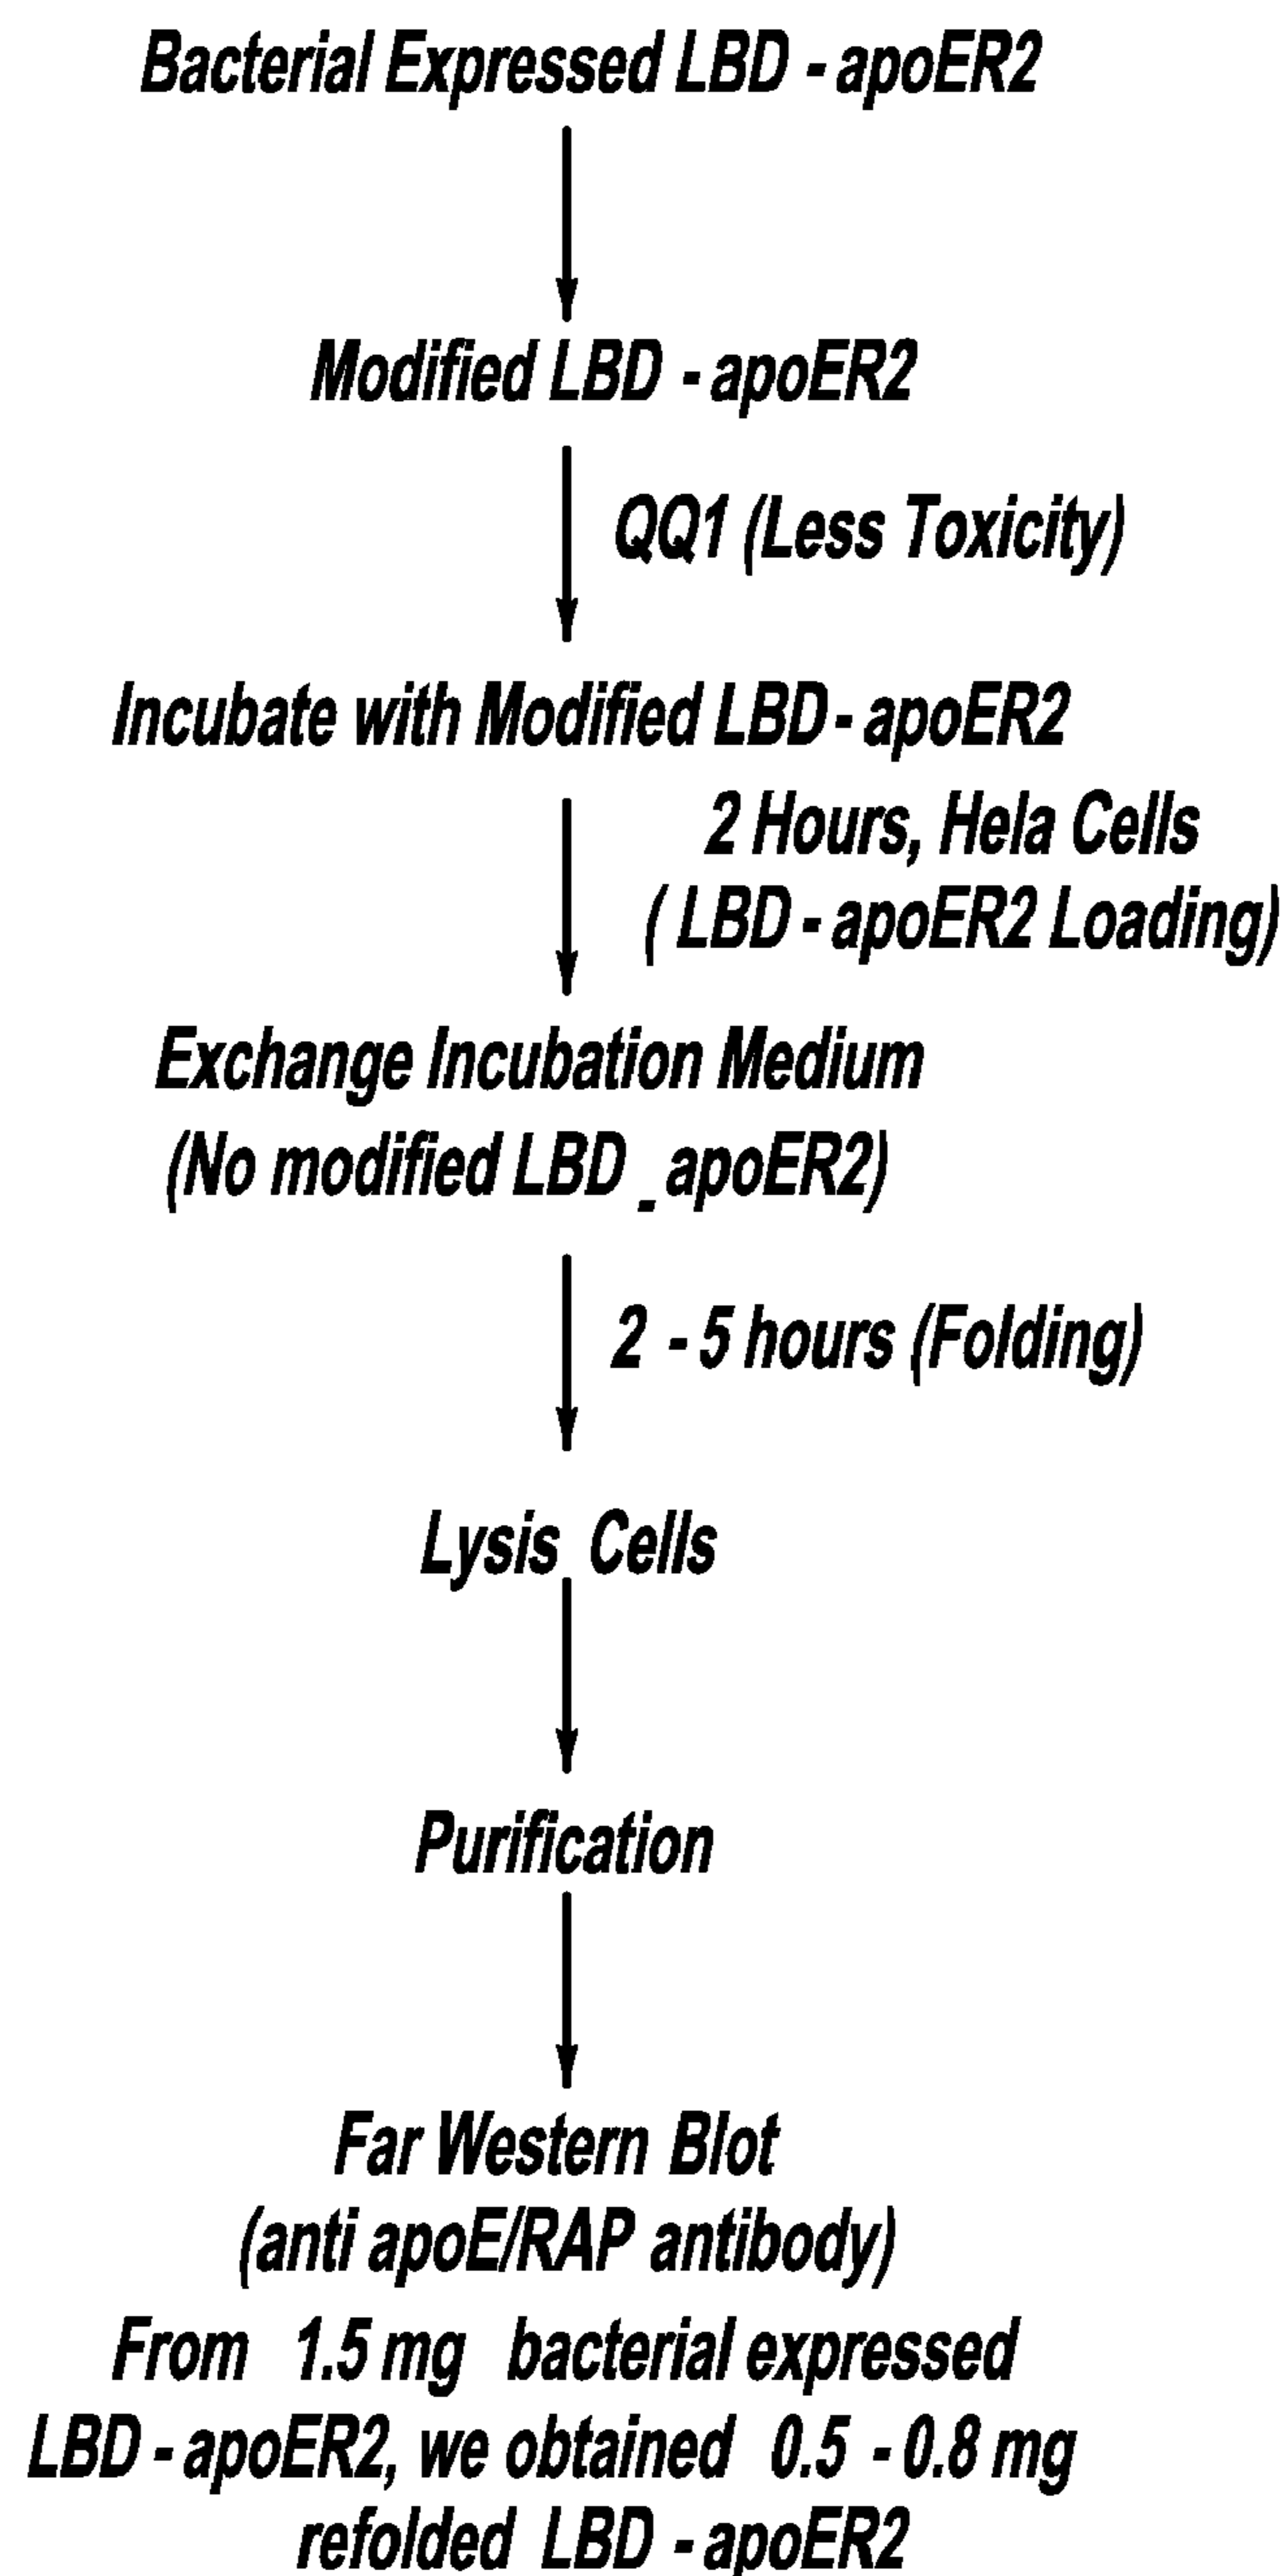 Bacterial Expressed LBD - apoER2
Modified LBD - apoER2
QQ1 (Less Toxicity)
Incubate with Modified LBD - apoER2
2 Hours, Hela Cells
( LBD - apoER2 Loading)
Exchange Incubation Medium
(No modified LBD _ apoER2)
2 - 5 hours (Folding)
Lysis Cells
Purification
Far Western Blot
(anti apoE/RAP antibody)
From 1.5 mg bacterial expressed
LBD - apoER2, we obtained 0.5 - 0.8 mg
refolded LBD - apoER2